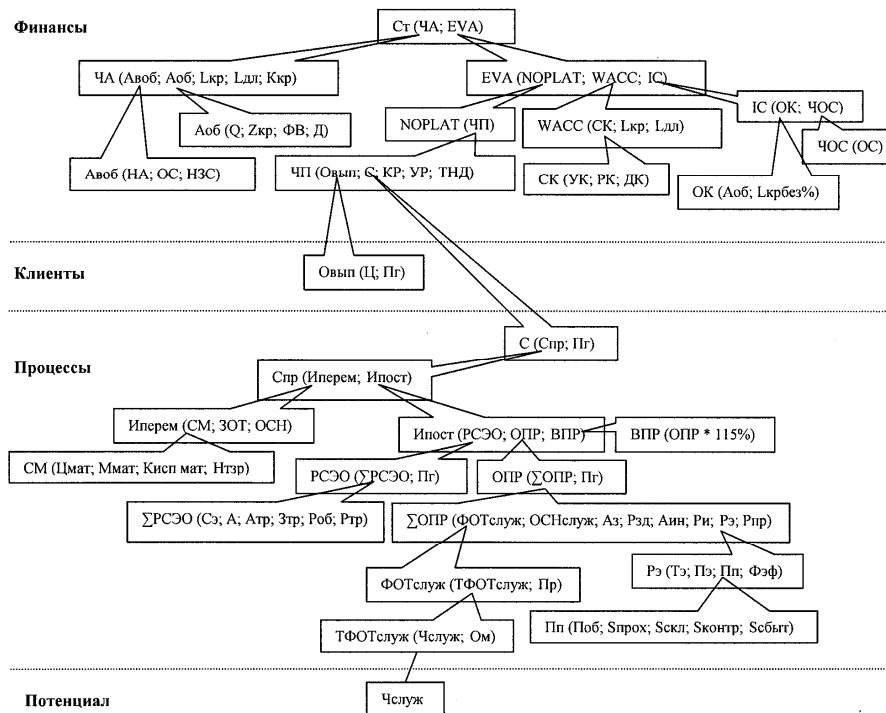 Финансы
Ст (ЧА; EVA)
ЧА (Авоб; Аоб; Lкр; Lдл; Ккр)
EVA (NOPLAT; WACC; IC)
IC (ОК; ЧОС)
Аоб (Q; Zкр; ФВ; Д)
NOPLAT (ЧП)
WACC (СК; Lкр; Lдл)
ЧОС (ОС)
Авоб (НА; ОС; НЗС)
ЧП (Овып; С; КР; УР; ТНД)
СК (УК; РК; ДК)
ОК (Аоб; Lкрбез%)
Клиенты
Овып (Ц; Пг)
С (Спр; Пг)
Процессы
Спр (Иперем; Ипост)
Иперем (СМ; ЗОТ; ОСН)
Ипост (РСЭО; ОПР; ВПР)
ВПР (ОПР * 115%)
СМ (Цмат; Ммат; Кисп мат; Нтзр)
РСЭО (∑РСЭО; Пг)
ОПР (∑ОПР; Пг)
∑РСЭО (Сэ; А; Атр; Зтр; Роб; Ртр)
∑ОПР (ФОТслуж; ОСНслуж; Аз; Рзд; Аин; Ри; Рэ; Рпр)
ФОТслуж (ТФОТслуж; Пр)
Рэ (Тэ; Пэ; Пп; Фэф)
ТФОТслуж (Чслуж; Ом)
Пп (Поб; Sпрох; Sскл; Sконтр; Sсбыт)
Потенциал
Чслуж